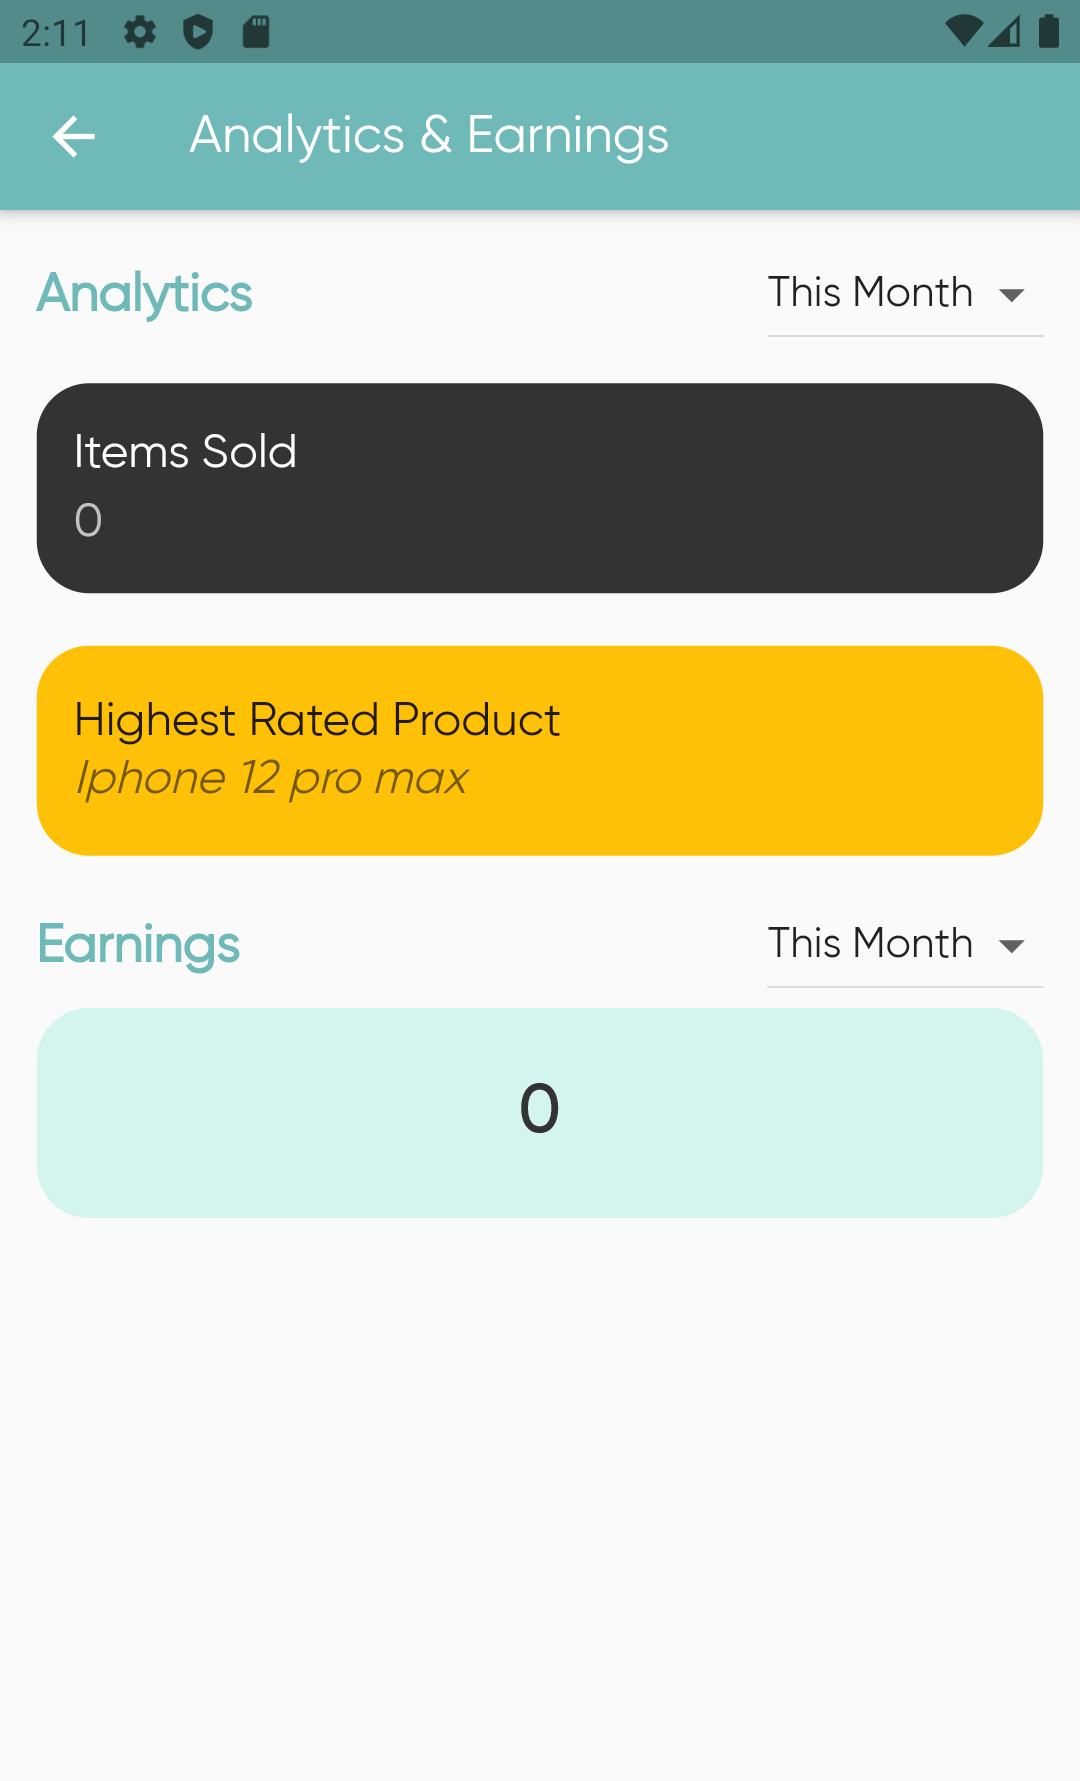 2:11
Analytics & Earnings
Analytics
This Month
Items Sold
0
Highest Rated Product
Iphone 12 pro max
Earnings
This Month
0